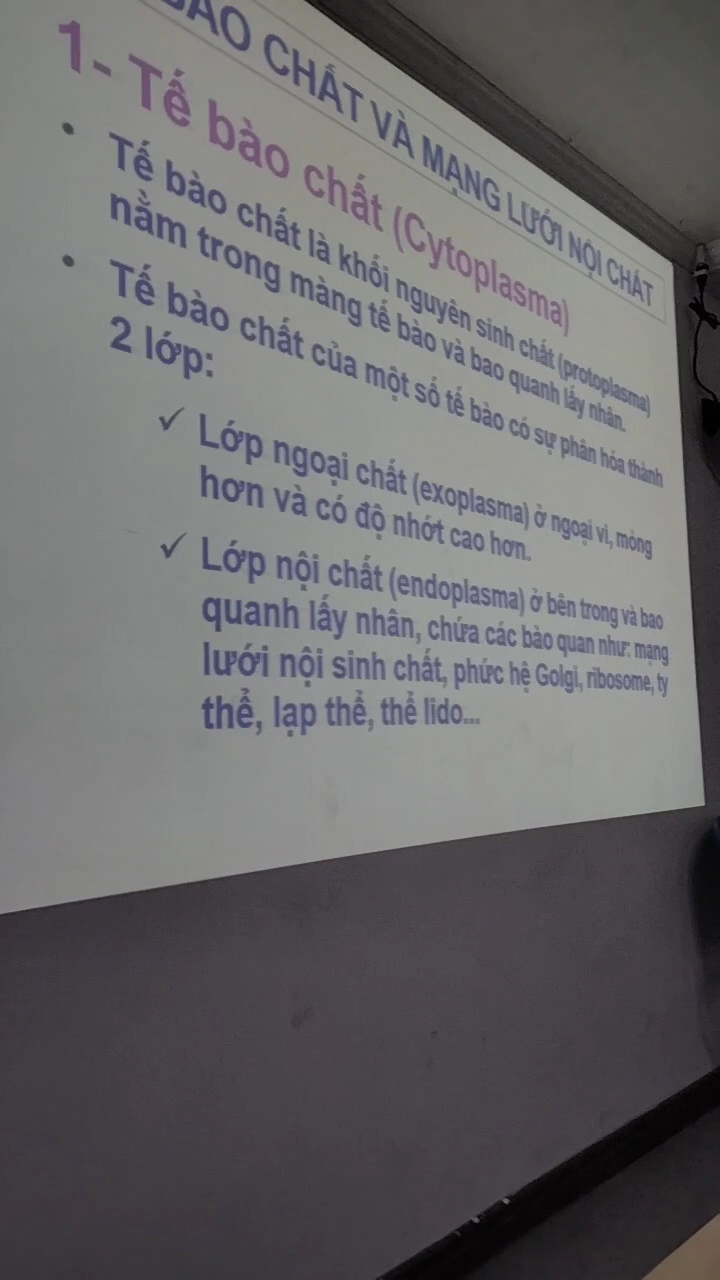 BÀO CHẤT VÀ MẠNG LƯỚI NỘI CHẤT
1- Tế bào chất (Cytoplasma)
• Tế bào chất là khối nguyên sinh chất (protoplasma)
nằm trong màng tế bào và bao quanh lấy nhân.
• Tế bào chất của một số tế bào có sự phân hóa thành
2 lớp:
✓ Lớp ngoại chất (exoplasma) ở ngoại vi, mỏng
hơn và có độ nhớt cao hơn.
✓ Lớp nội chất (endoplasma) ở bên trong và bao
quanh lấy nhân, chứa các bào quan như: mạng
lưới nội sinh chất, phức hệ Golgi, ribosome, ty
thể, lạp thể, thể lido...